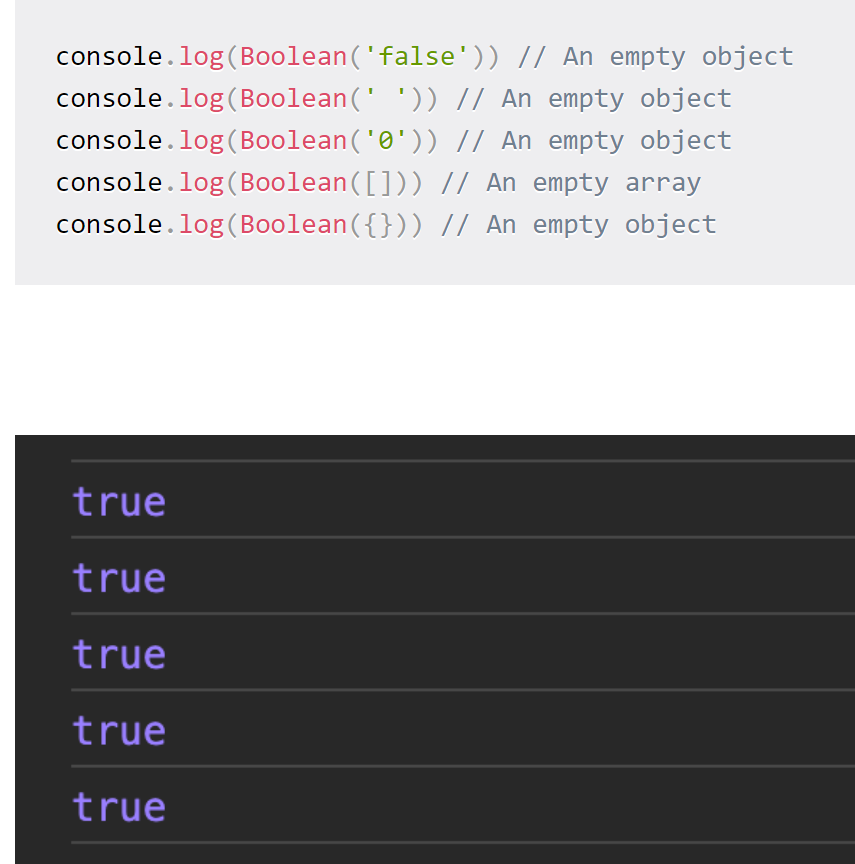 console.log(Boolean('false')) // An empty object
console.log(Boolean(' ')) // An empty object
console.log(Boolean('0')) // An empty object
console.log(Boolean([])) // An empty array
console.log(Boolean({})) // An empty object
true
true
true
true
true